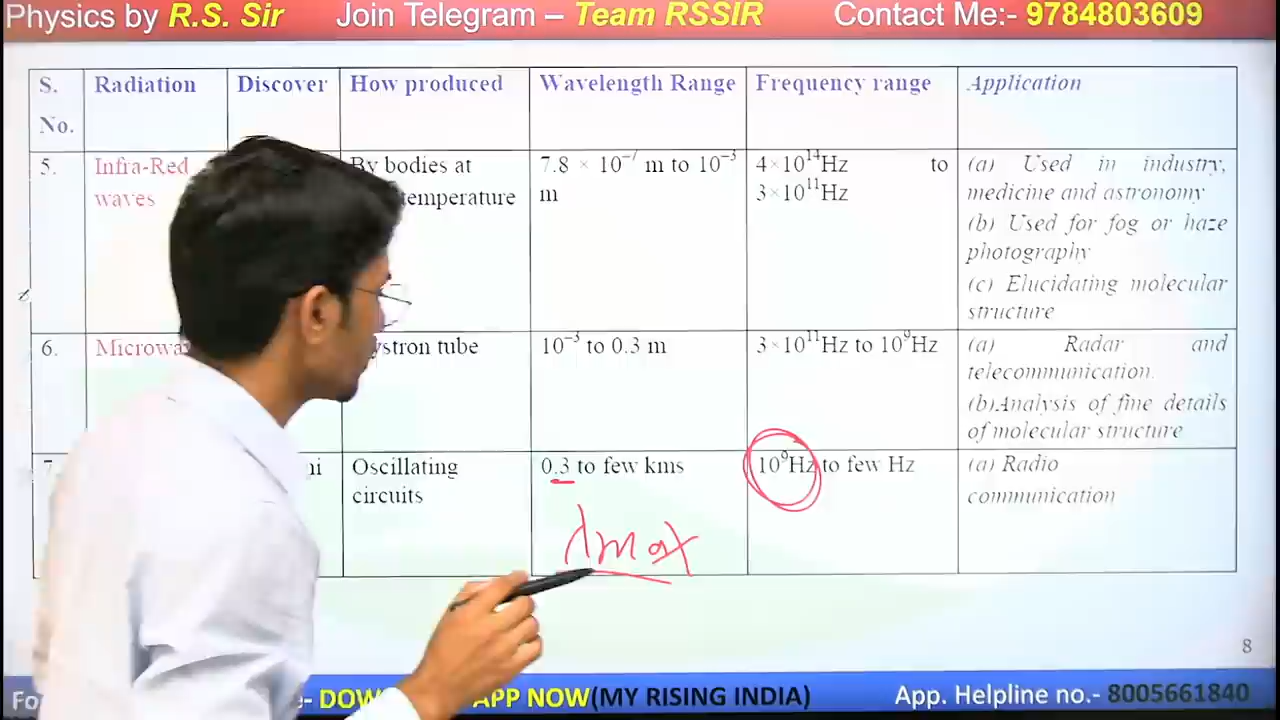 Physics by R.S. Sir Join Telegram – Team RSSIR Contact Me:- 9784803609
S. No. Radiation Discover How produced Wavelength Range Frequency range Application
5. Infra-Red By bodies at 7.8 × 10⁻⁷ m to 10⁻³ 4×10¹⁴Hz to (a) Used in industry,
waves temperature m 3×10¹¹Hz medicine and astronomy
(b) Used for fog or haze
photography
(c) Elucidating molecular
structure
6. 10⁻³ to 0.3 m 3×10¹¹Hz to 10⁹Hz (a) Radar and
tube telecommunication.
(b)Analysis of fine details
of molecular structure
Oscillating 0.3 to few kms 10⁹Hz to few Hz (a) Radio
circuits communication
λmax
8
APP NOW(MY RISING INDIA) App. Helpline no.- 8005661840